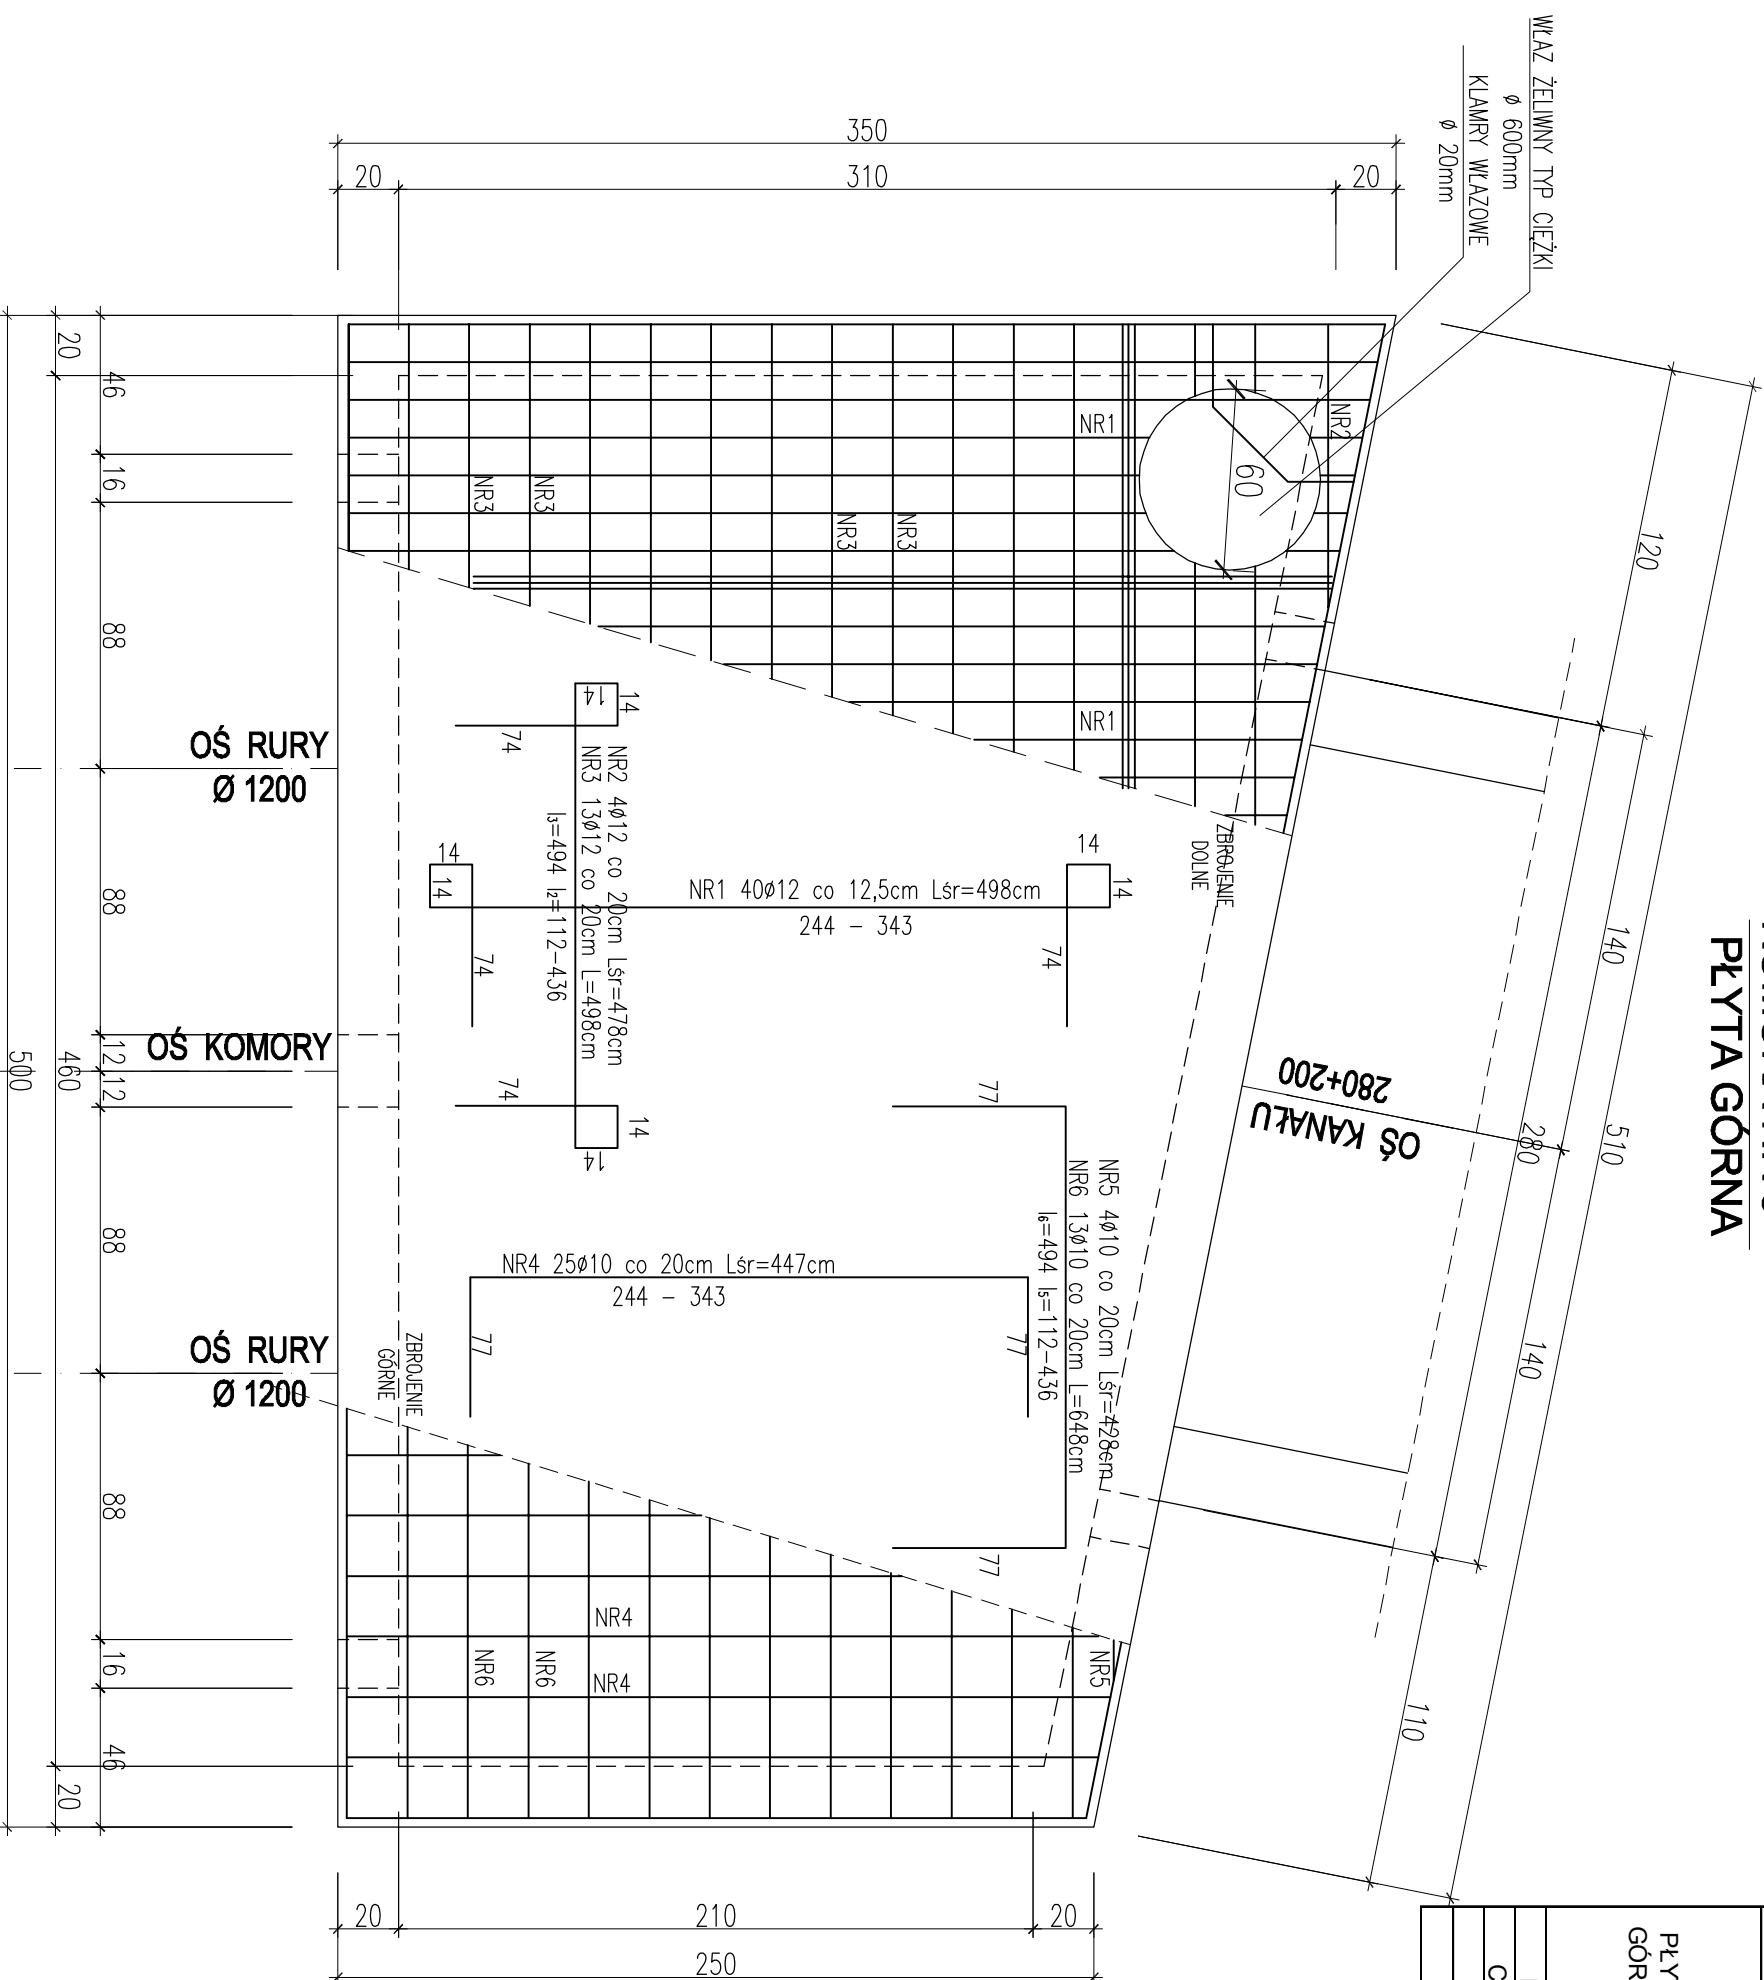 WŁAZ ŻELIWNY TYP CIĘŻKI
ø 600mm
KLAMRY WŁAZOWE
ø 20mm
350
20
310
20
PŁYTA GÓRNA
120
140
510
280
140
110
OŚ KANAŁU
280+200
NR1
NR2
60
NR3
NR3
NR3
NR3
NR1
ZBROJENIE
DOLNE
14
14
74
NR2 4ø12 co 20cm Lśr=478cm
NR3 13ø12 co 20cm L=498cm
l₃=494 l₂=112-436
74
14
14
14
14
NR1 40ø12 co 12,5cm Lśr=498cm
244 - 343
14
14
74
74
77
NR5 4ø10 co 20cm Lśr=428cm
NR6 13ø10 co 20cm L=648cm
l₆=494 l₅=112-436
77
NR4 25ø10 co 20cm Lśr=447cm
244 - 343
77
77
ZBROJENIE
GÓRNE
NR4
NR4
NR6
NR6
NR5
OŚ RURY
Ø 1200
OŚ KOMORY
OŚ RURY
Ø 1200
20
46
16
88
88
12
12
88
88
16
46
20
460
500
20
210
20
250